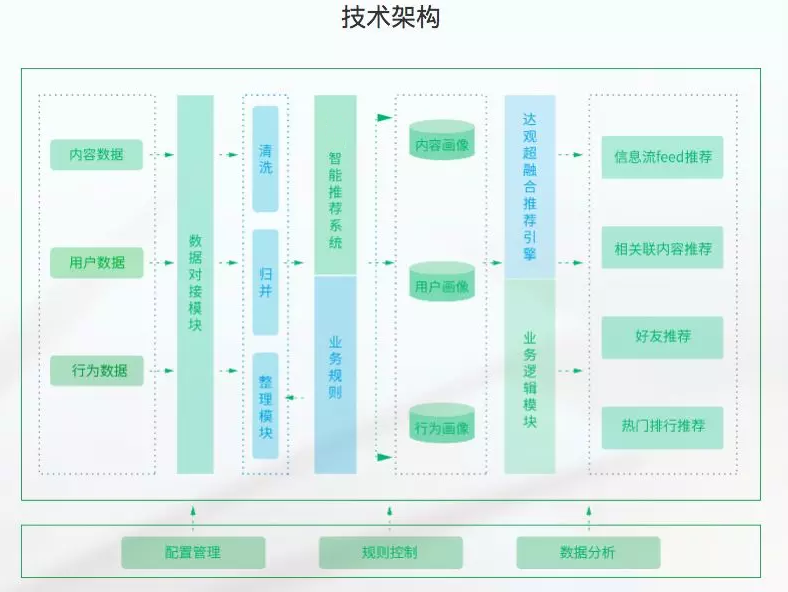 技术架构
内容数据
用户数据
行为数据
数据对接模块
清洗
归并
整理模块
智能推荐系统
业务规则
内容画像
用户画像
行为画像
达观超融合推荐引擎
业务逻辑模块
信息流feed推荐
相关联内容推荐
好友推荐
热门排行推荐
配置管理
规则控制
数据分析